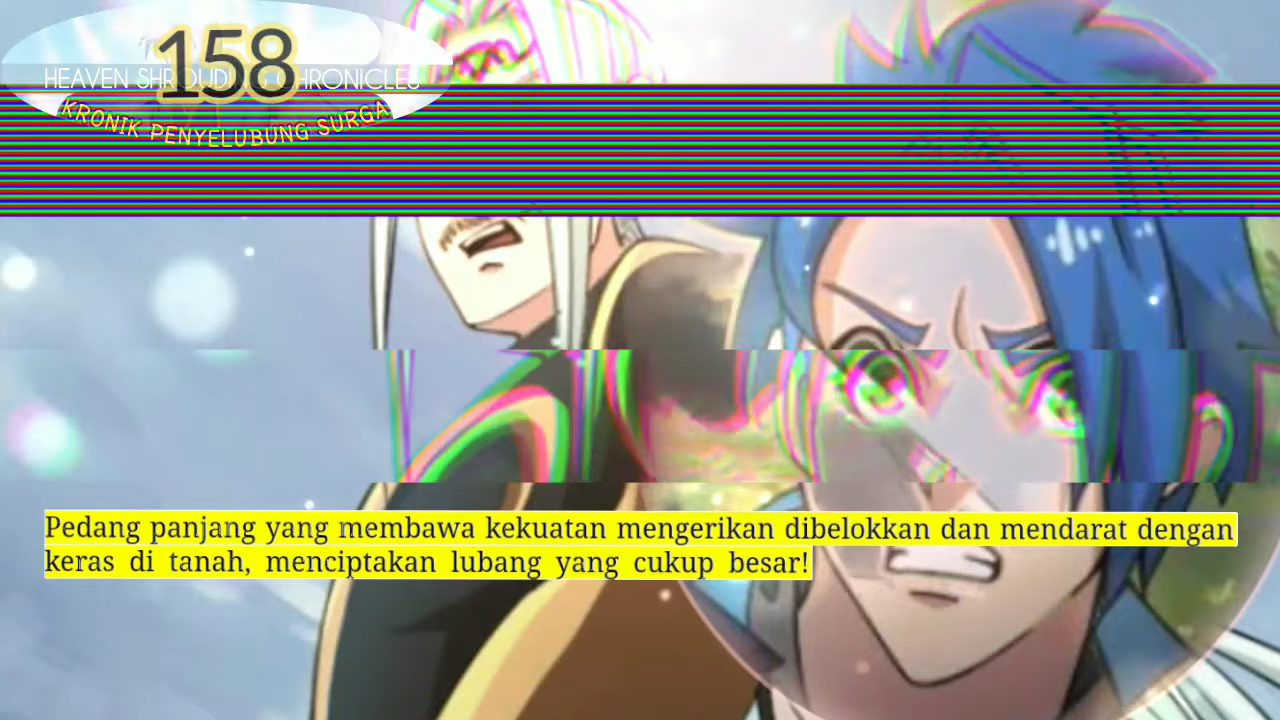 158
HEAVEN SHROUDING CHRONICLES
KRONIK PENYELUBUNG SURGA
Pedang panjang yang membawa kekuatan mengerikan dibelokkan dan mendarat dengan
keras di tanah, menciptakan lubang yang cukup besar!